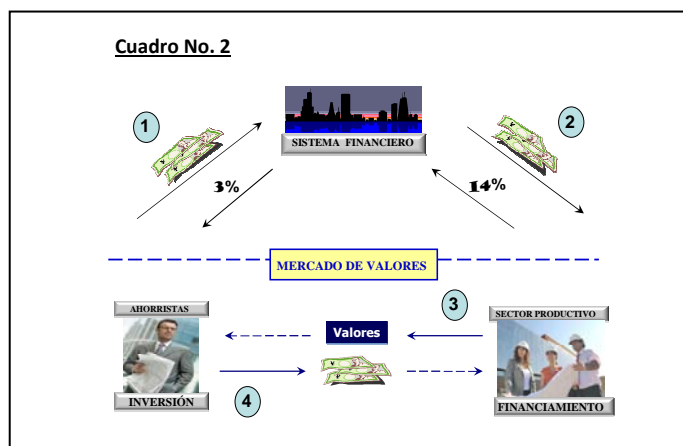 Cuadro No. 2
1
2
SISTEMA FINANCIERO
3%
14%
MERCADO DE VALORES
3
AHORRISTAS
Valores
SECTOR PRODUCTIVO
INVERSIÓN
4
FINANCIAMIENTO